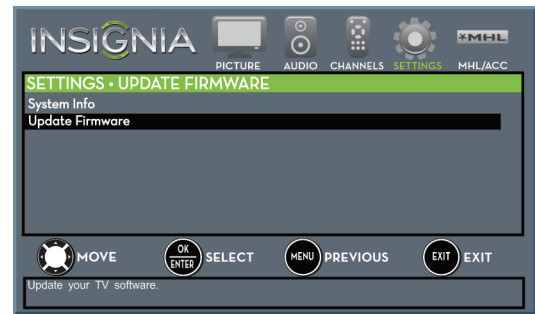 INSIGNIA
PICTURE AUDIO CHANNELS SETTINGS MHL MHL/ACC
SETTINGS • UPDATE FIRMWARE
System Info
Update Firmware
MOVE OK ENTER SELECT MENU PREVIOUS EXIT EXIT
Update your TV software.